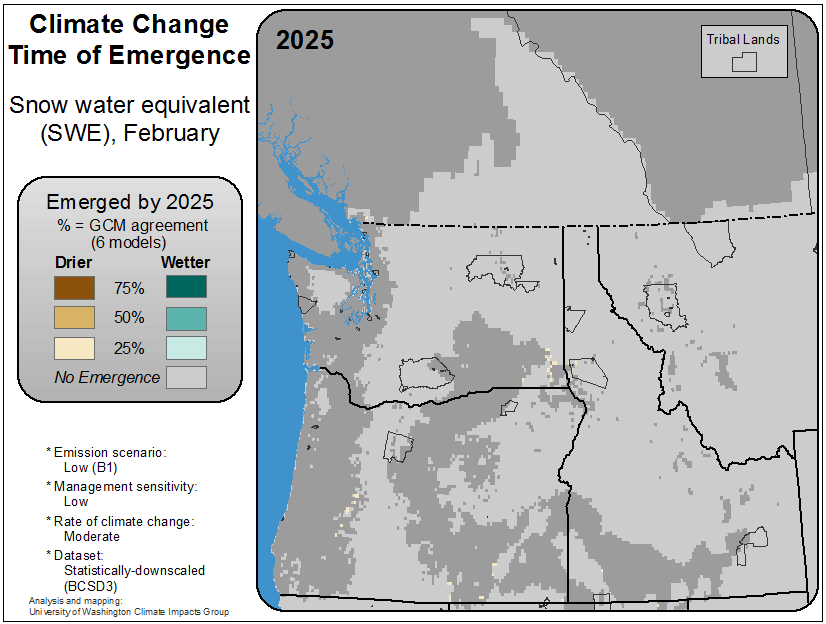 Climate Change
Time of Emergence
Snow water equivalent
(SWE), February
Emerged by 2025
% = GCM agreement
(6 models)
Drier Wetter
75%
50%
25%
No Emergence
* Emission scenario:
Low (B1)
* Management sensitivity:
Low
* Rate of climate change:
Moderate
* Dataset:
Statistically-downscaled
(BCSD3)
Analysis and mapping:
University of Washington Climate Impacts Group
2025
Tribal Lands